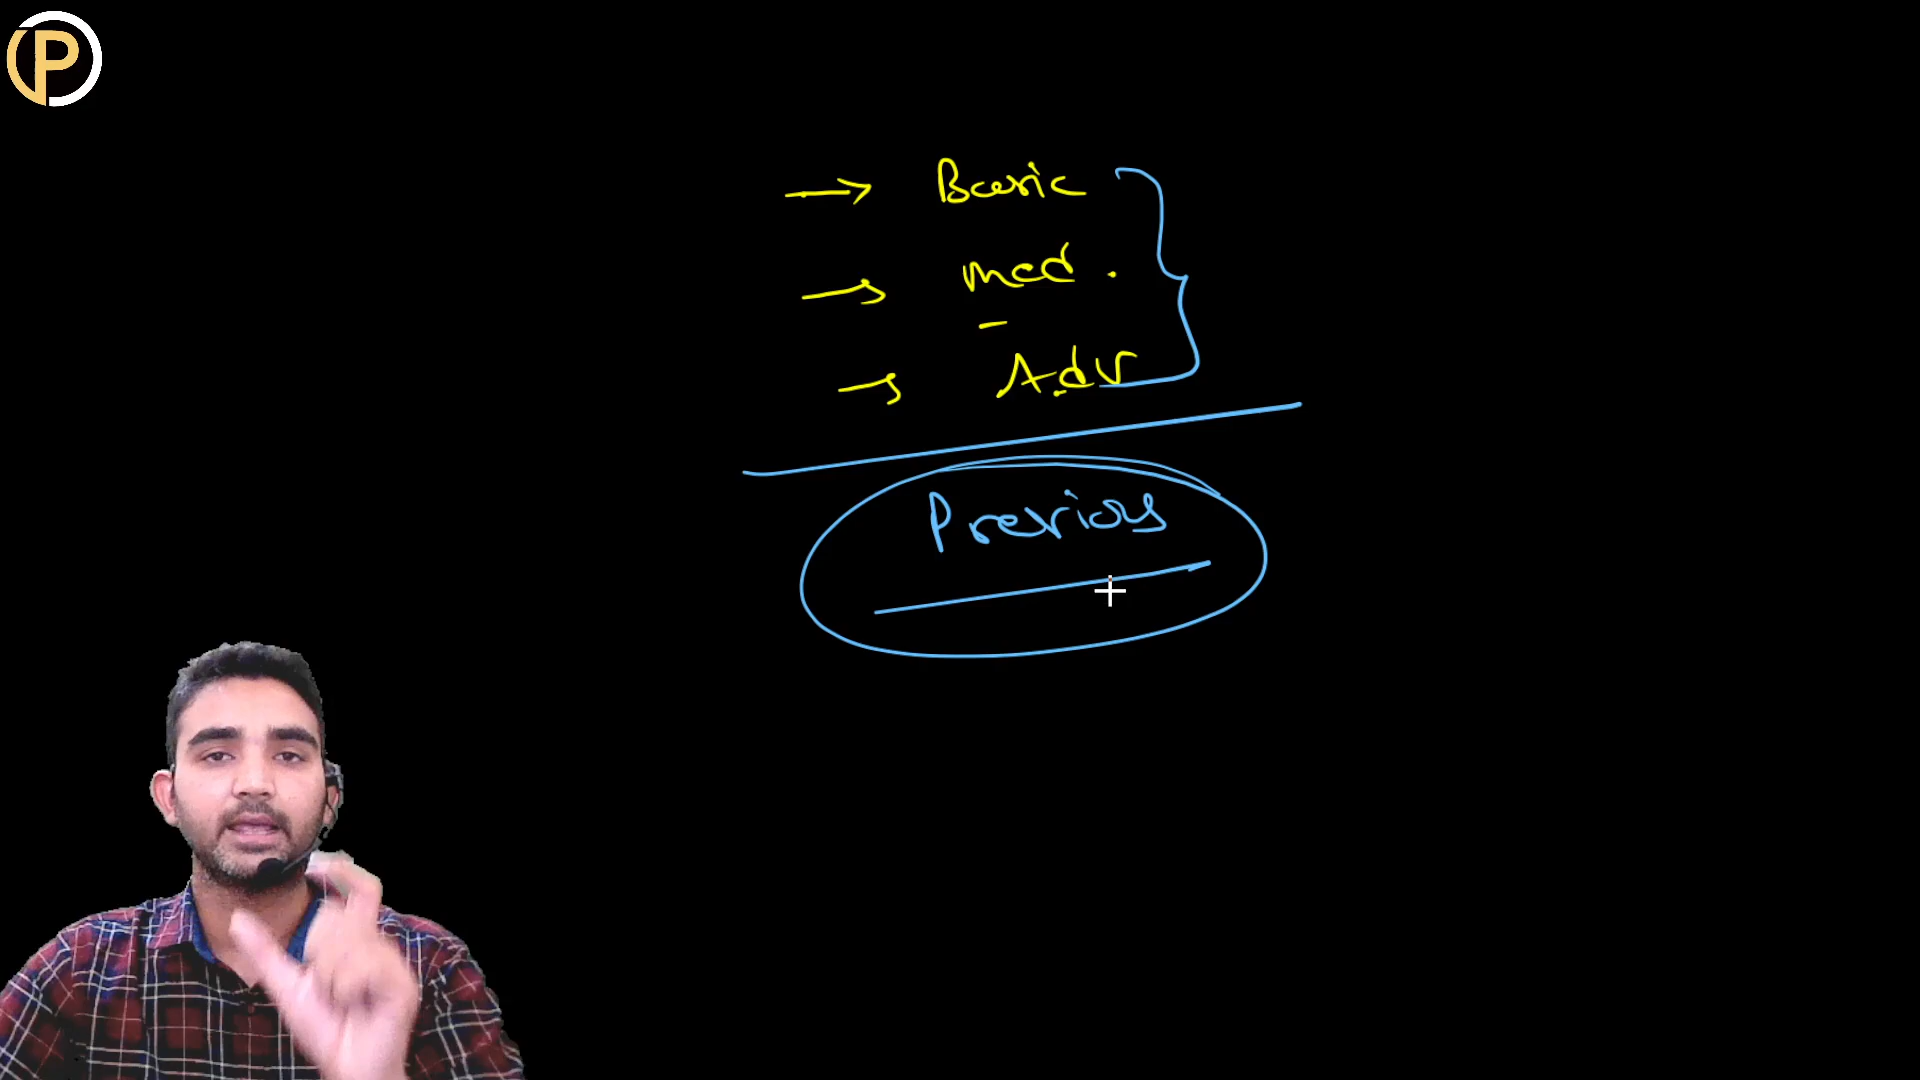 P
→ Basic
→ med.
→ Adv
Previous